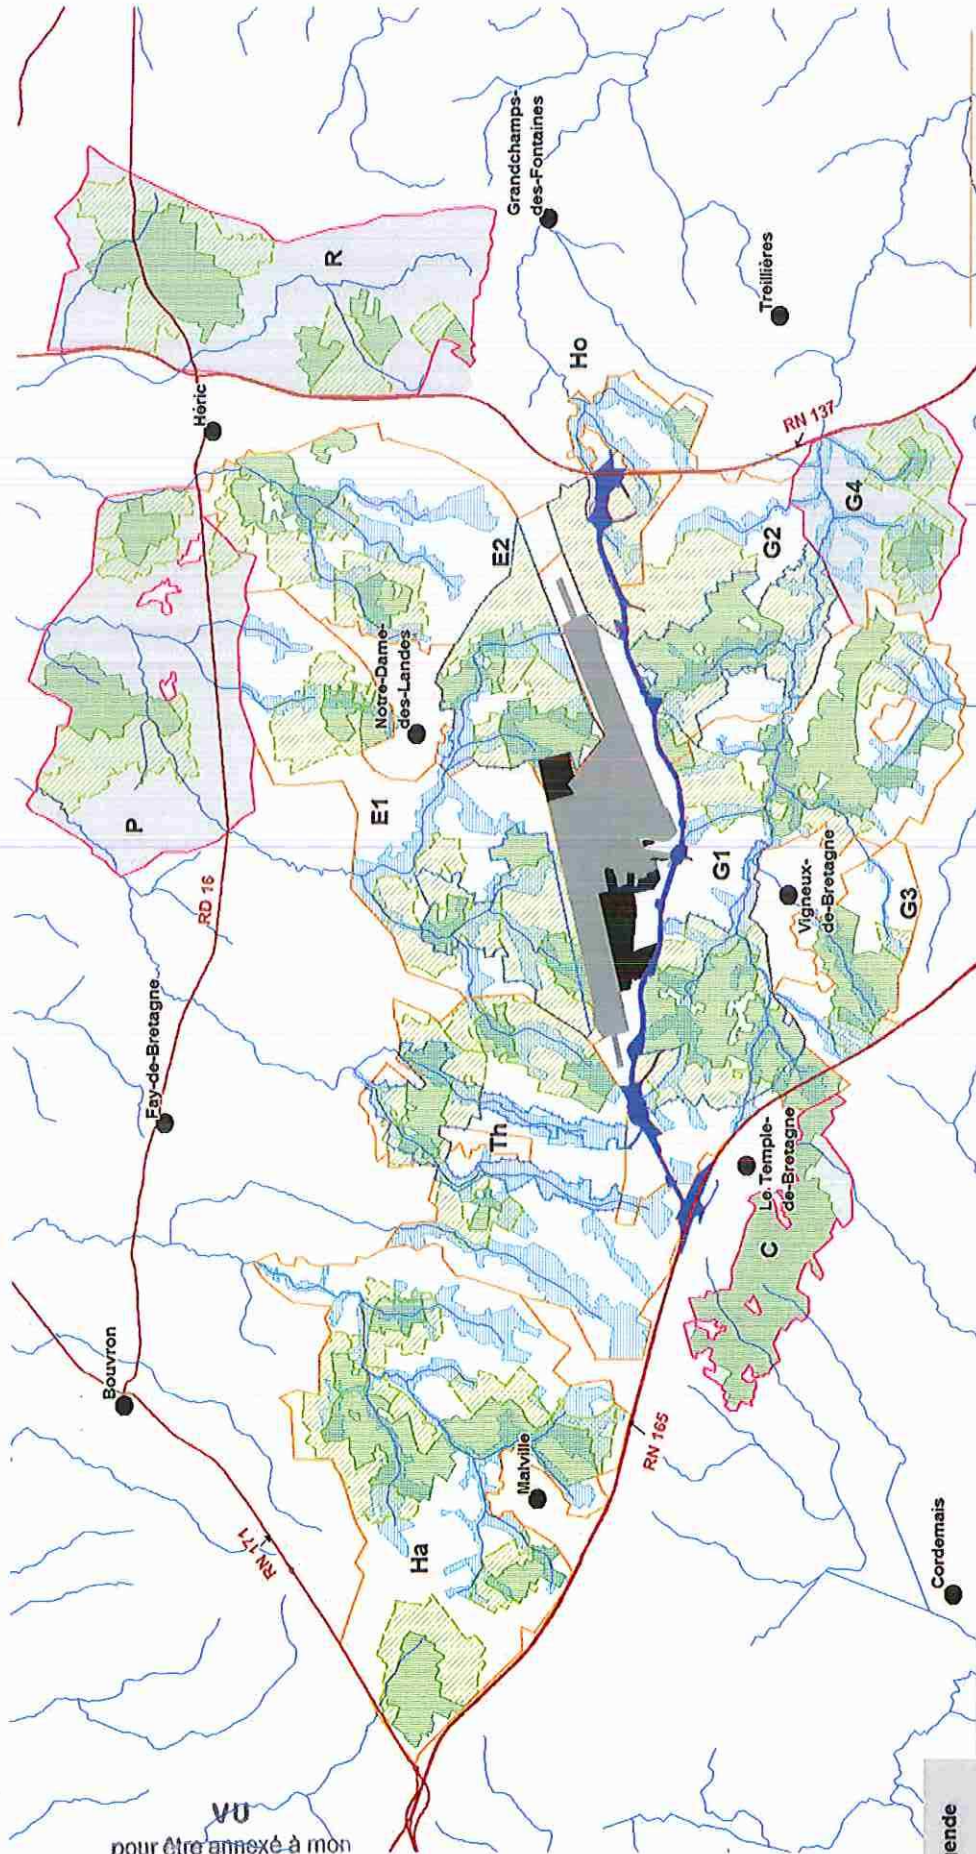 Grandchamps-
des-Fontaines
R
Treillières
Ho
Héric
RN 137
G4
G2
E2
Notre-Dame-
des-Landes
P
E1
RD 16
G1
Vigneux-
de-Bretagne
G3
Fay-de-Bretagne
Th
Le Temple-
de-Bretagne
C
Bouvron
RN 165
Malville
RN 171
Ha
Cordemais
VU
pour être annexé à mon